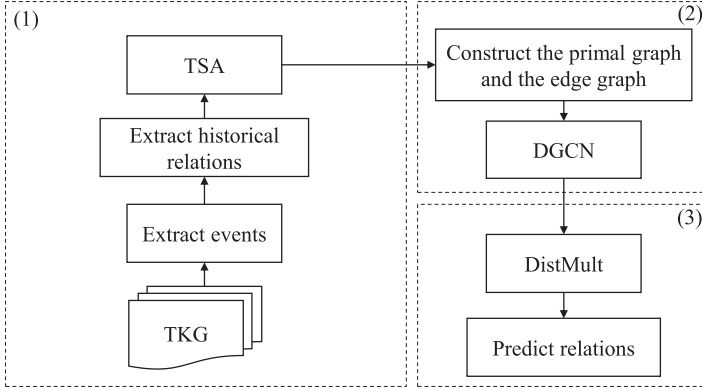 (1)
TSA
Extract historical
relations
Extract events
TKG
(2)
Construct the primal graph
and the edge graph
DGCN
(3)
DistMult
Predict relations